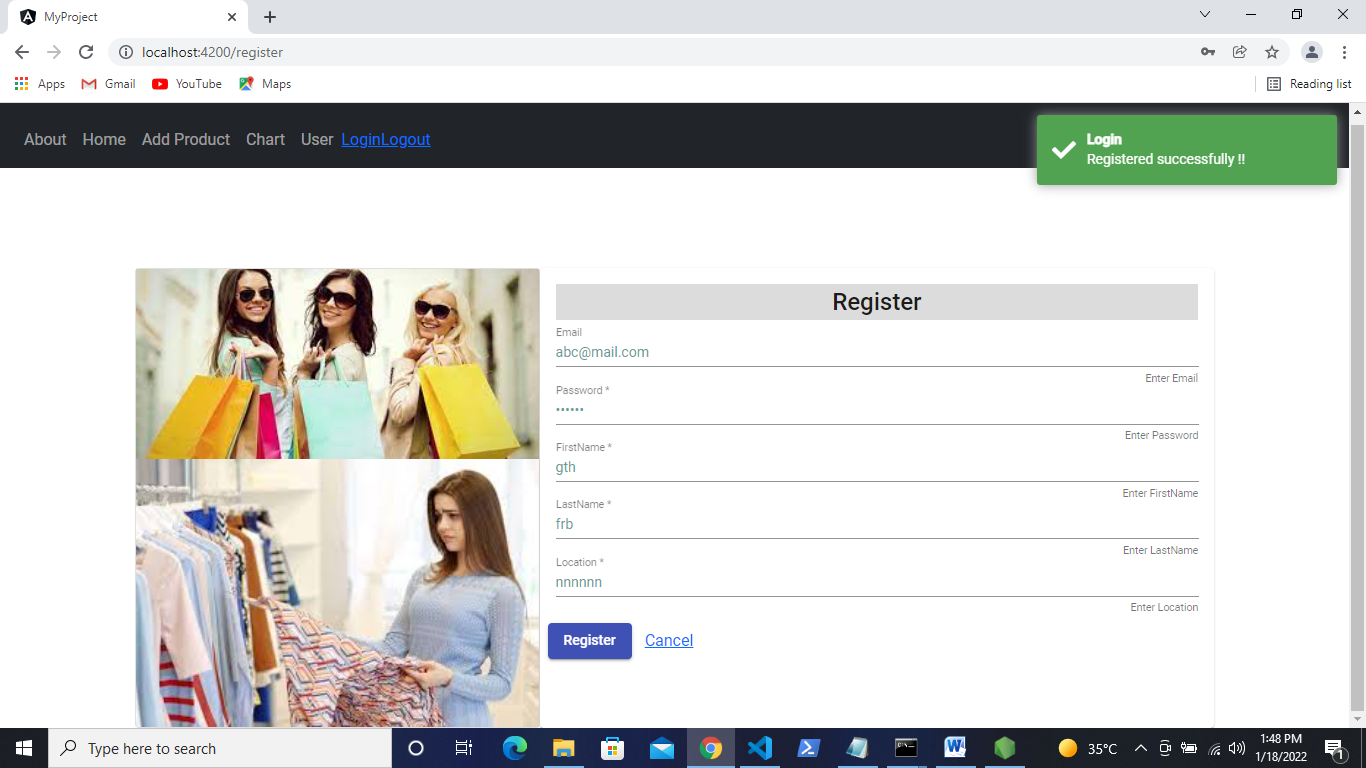 MyProject
localhost:4200/register
Apps Gmail YouTube Maps Reading list
About Home Add Product Chart User LoginLogout
Login
Registered successfully !!
Register
Email
abc@mail.com
Enter Email
Password *
••••••
Enter Password
FirstName *
gth
Enter FirstName
LastName *
frb
Enter LastName
Location *
nnnnnn
Enter Location
Register Cancel
Type here to search
35°C
1:48 PM
1/18/2022
1